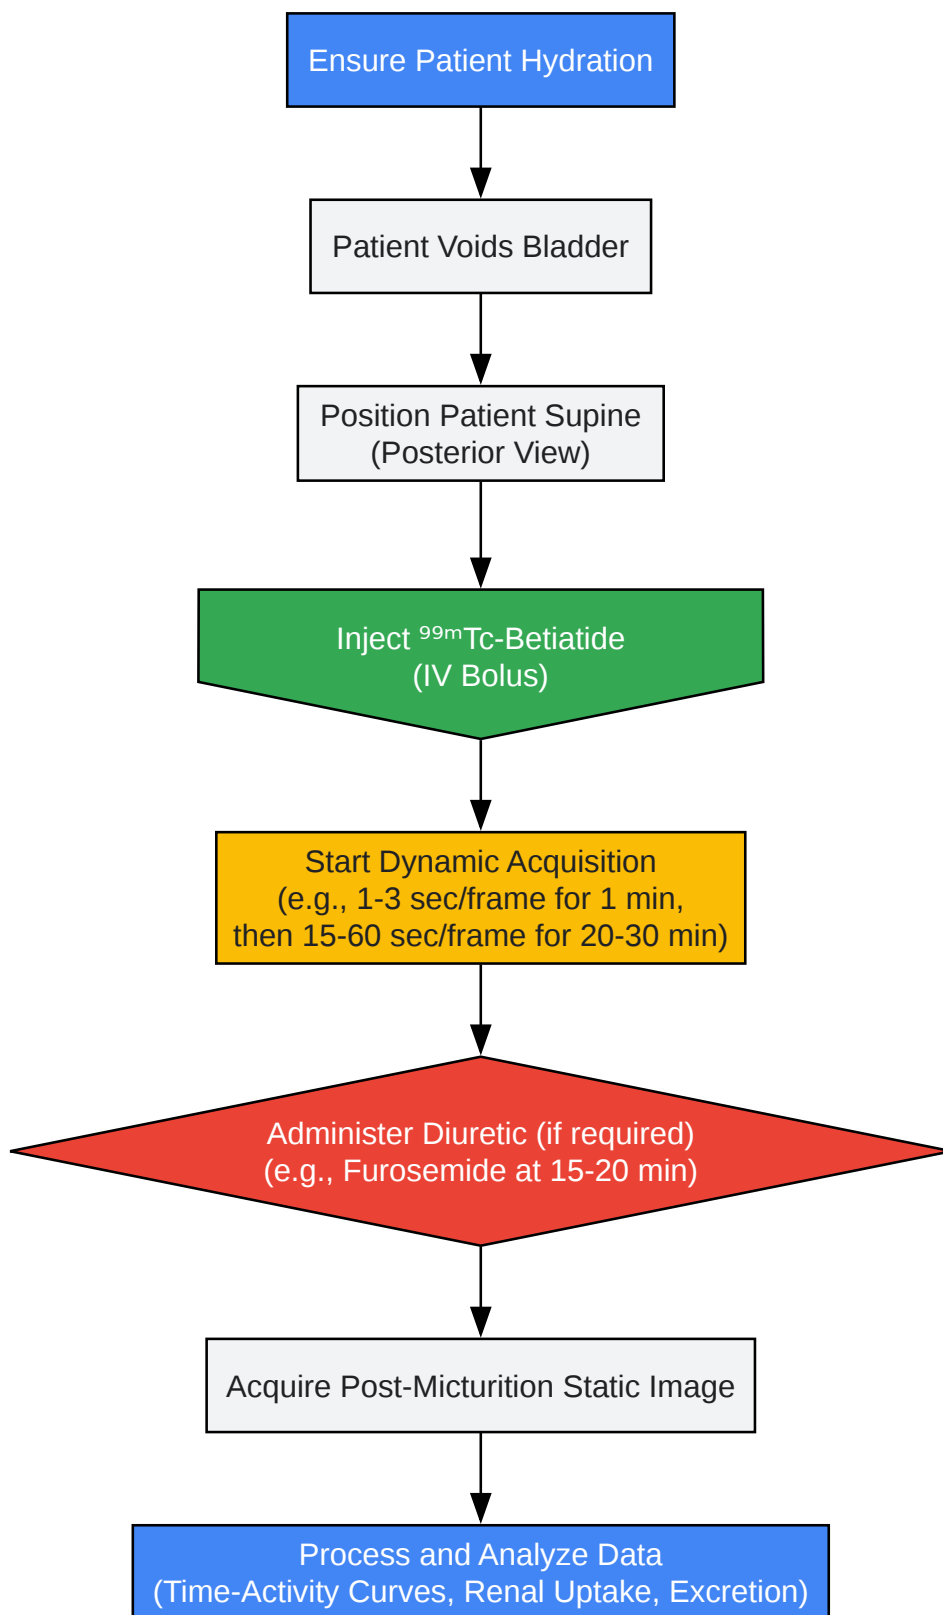 Ensure Patient Hydration
Patient Voids Bladder
Position Patient Supine
(Posterior View)
Inject ⁹⁹ᵐTc-Betiatide
(IV Bolus)
Start Dynamic Acquisition
(e.g., 1-3 sec/frame for 1 min,
then 15-60 sec/frame for 20-30 min)
Administer Diuretic (if required)
(e.g., Furosemide at 15-20 min)
Acquire Post-Micturition Static Image
Process and Analyze Data
(Time-Activity Curves, Renal Uptake, Excretion)